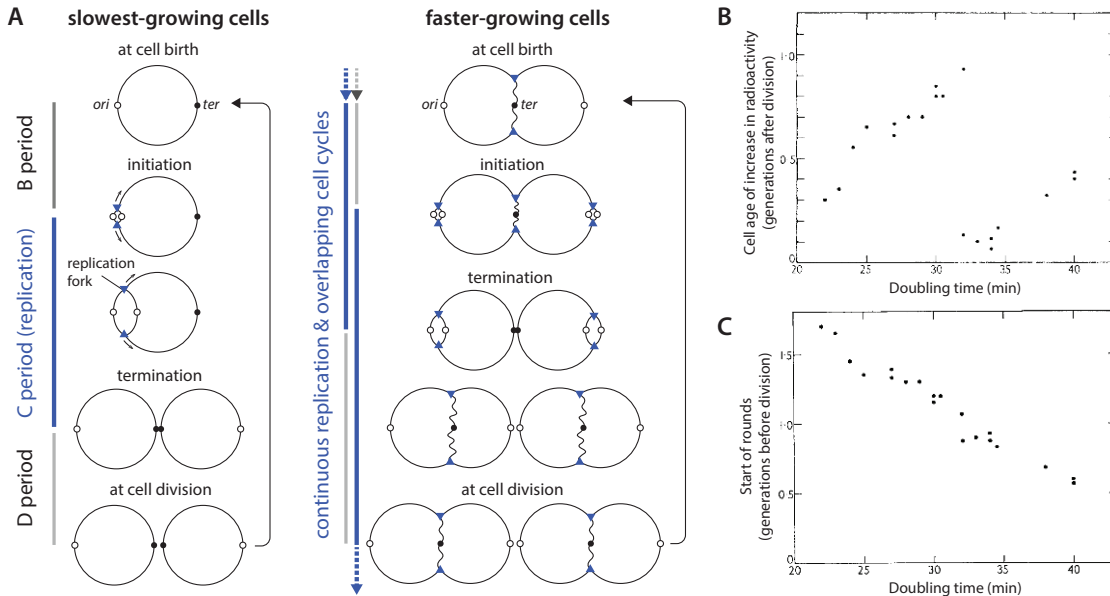 A
slowest-growing cells
at cell birth
ori
ter
B period
initiation
C period (replication)
replication
fork
termination
D period
at cell division
faster-growing cells
at cell birth
ori
ter
continuous replication & overlapping cell cycles
initiation
termination
at cell division
B
Cell age of increase in radioactivity
(generations after division)
1·0
0·5
0
20
25
30
35
40
Doubling time (min)
C
Start of rounds
(generations before division)
1·5
1·0
0·5
20
25
30
35
40
Doubling time (min)